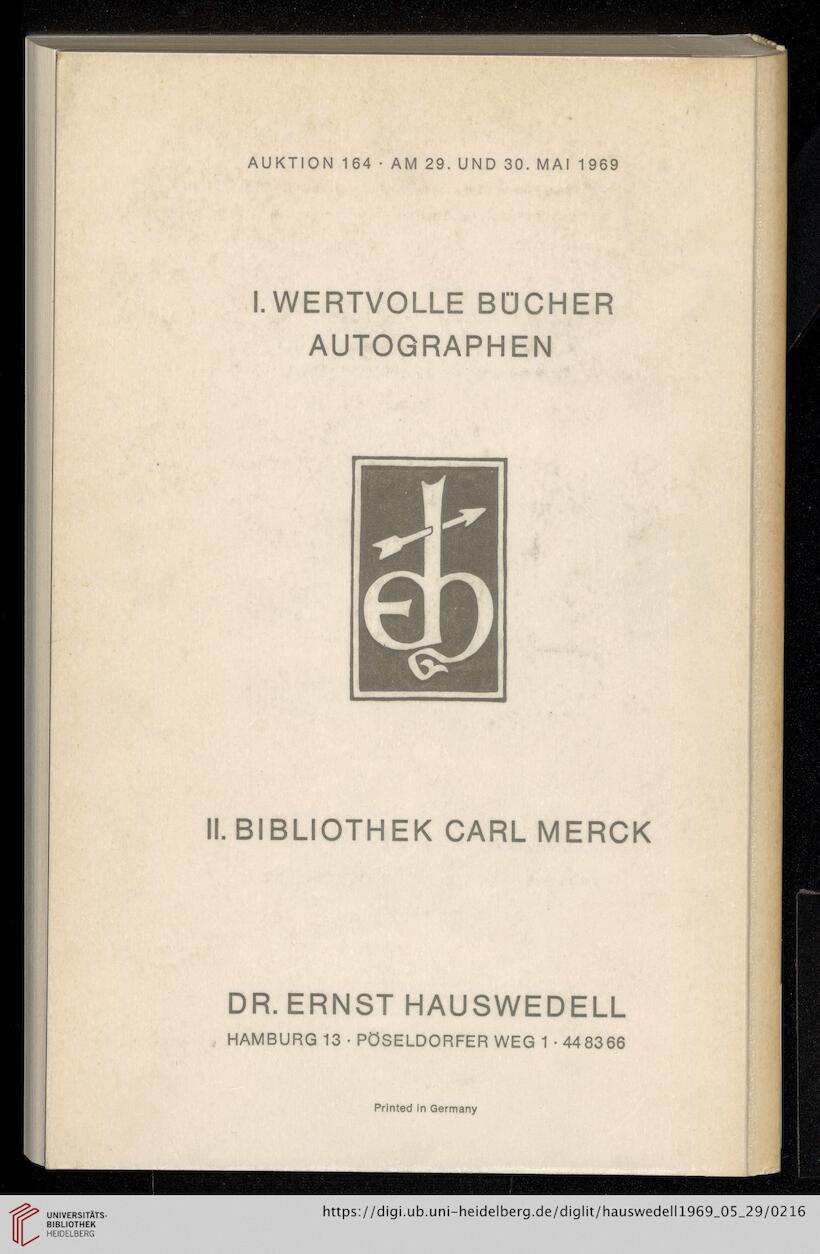 AUKTION 164 · AM 29. UND 30. MAI 1969
I. WERTVOLLE BÜCHER
AUTOGRAPHEN
II. BIBLIOTHEK CARL MERCK
DR. ERNST HAUSWEDELL
HAMBURG 13 · PÖSELDORFER WEG 1 · 44 83 66
Printed in Germany
UNIVERSITÄTS-
BIBLIOTHEK
HEIDELBERG
https://digi.ub.uni-heidelberg.de/diglit/hauswedell1969_05_29/0216